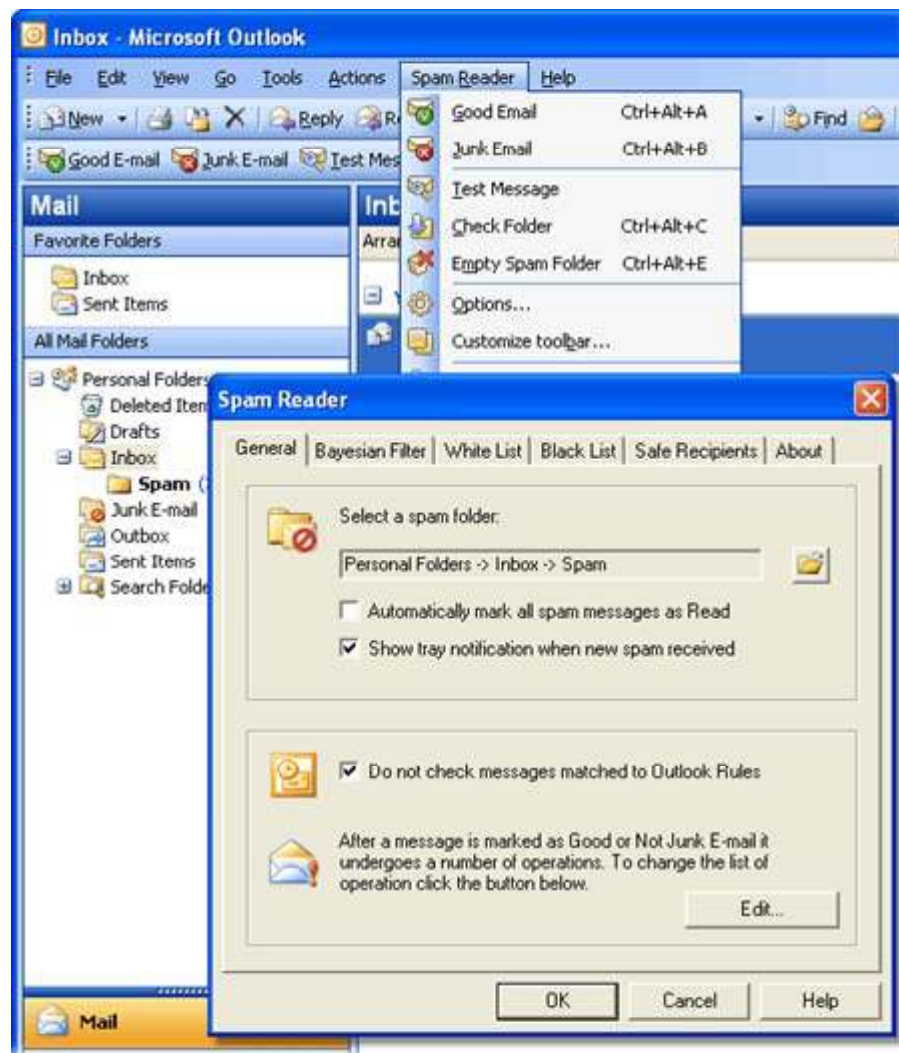 Inbox - Microsoft Outlook
File Edit View Go Tools Actions Spam Reader Help
New Reply Find
Good E-mail Junk E-mail
Good Email Ctrl+Alt+A
Junk Email Ctrl+Alt+B
Test Message
Check Folder Ctrl+Alt+C
Empty Spam Folder Ctrl+Alt+E
Options...
Customize toolbar...
Mail
Favorite Folders
Inbox
Sent Items
All Mail Folders
Personal Folders
Drafts
Inbox
Spam
Junk E-mail
Outbox
Sent Items
Mail
Spam Reader
General Bayesian Filter White List Black List Safe Recipients About
Select a spam folder:
Personal Folders -> Inbox -> Spam
Automatically mark all spam messages as Read
Show tray notification when new spam received
Do not check messages matched to Outlook Rules
After a message is marked as Good or Not Junk E-mail it
undergoes a number of operations. To change the list of
operation click the button below.
Edit...
OK Cancel Help